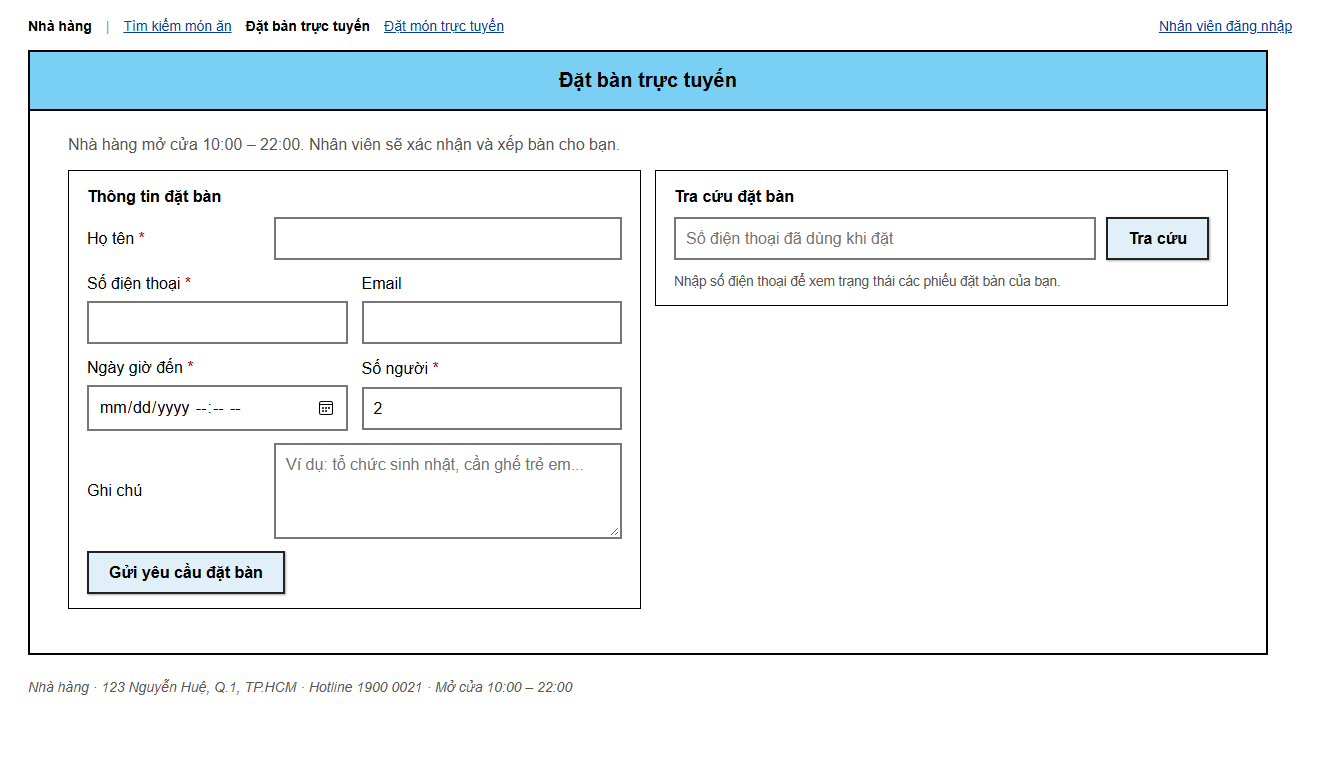 Nhà hàng | Tìm kiếm món ăn Đặt bàn trực tuyến Đặt món trực tuyến Nhân viên đăng nhập
Đặt bàn trực tuyến
Nhà hàng mở cửa 10:00 – 22:00. Nhân viên sẽ xác nhận và xếp bàn cho bạn.
Thông tin đặt bàn
Họ tên *
Số điện thoại * Email
Ngày giờ đến * Số người *
mm/dd/yyyy --:-- -- 2
Ghi chú
Ví dụ: tổ chức sinh nhật, cần ghế trẻ em...
Gửi yêu cầu đặt bàn
Tra cứu đặt bàn
Số điện thoại đã dùng khi đặt Tra cứu
Nhập số điện thoại để xem trạng thái các phiếu đặt bàn của bạn.
Nhà hàng · 123 Nguyễn Huệ, Q.1, TP.HCM · Hotline 1900 0021 · Mở cửa 10:00 – 22:00